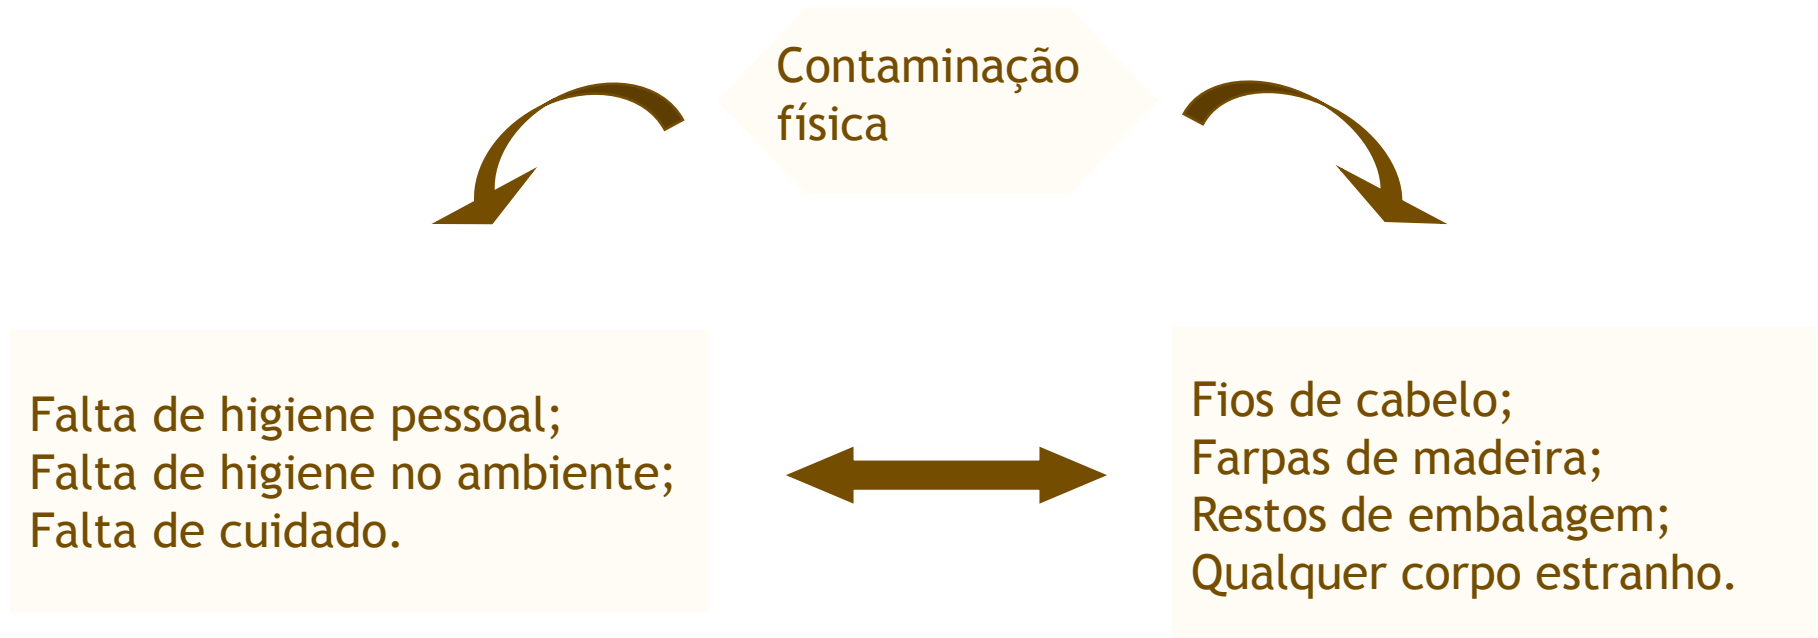 Contaminação
física
Falta de higiene pessoal;
Falta de higiene no ambiente;
Falta de cuidado.
Fios de cabelo;
Farpas de madeira;
Restos de embalagem;
Qualquer corpo estranho.